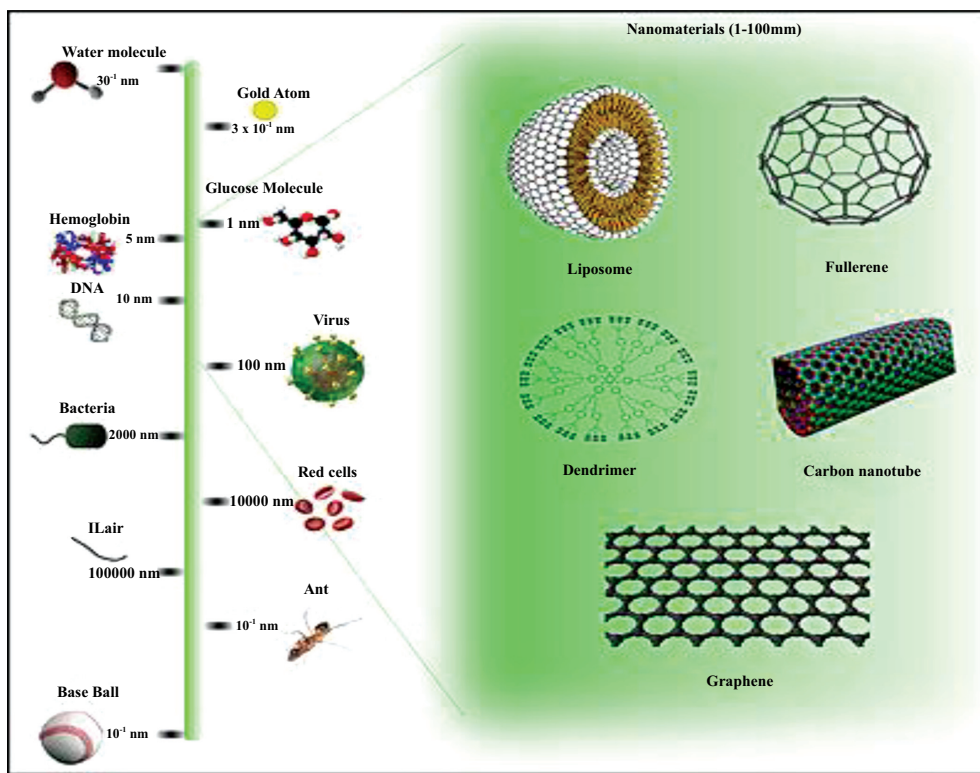 Nanomaterials (1-100mm)
Water molecule
30⁻¹ nm
Gold Atom
3 x 10⁻¹ nm
Glucose Molecule
1 nm
Hemoglobin
5 nm
DNA
10 nm
Virus
100 nm
Bacteria
2000 nm
Red cells
10000 nm
ILair
100000 nm
Ant
10⁻¹ nm
Base Ball
10⁻¹ nm
Liposome
Fullerene
Dendrimer
Carbon nanotube
Graphene